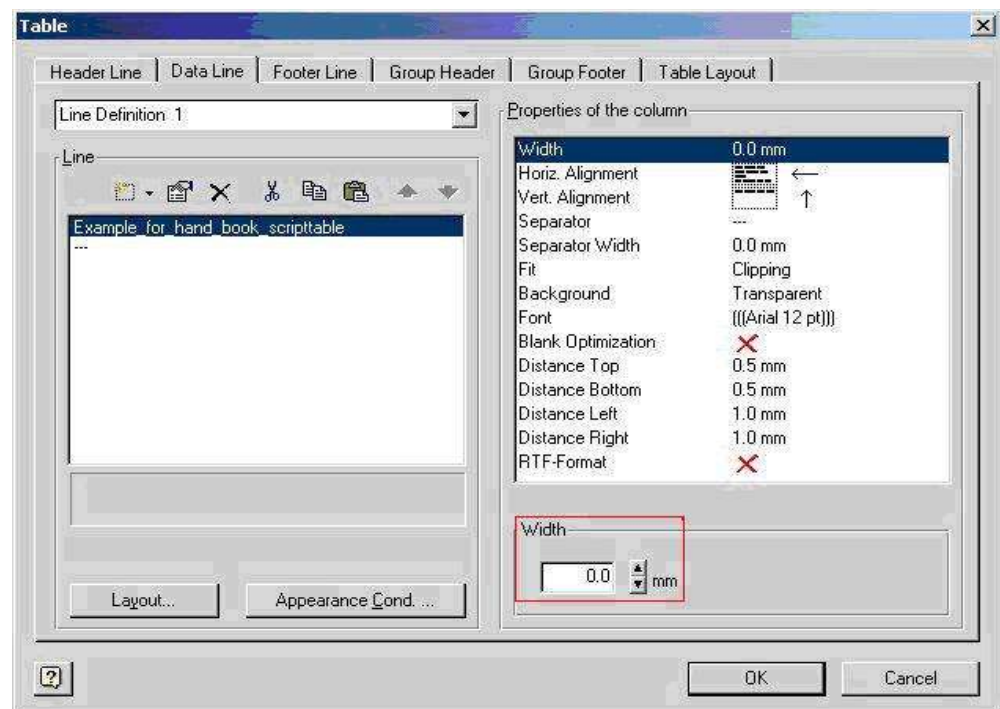 Table
Header Line Data Line Footer Line Group Header Group Footer Table Layout
Line Definition 1
Line
Example_for_hand_book_scripttable
---
Layout...
Appearance Cond. ...
Properties of the column
Width 0.0 mm
Horiz. Alignment
Vert. Alignment
Separator ---
Separator Width 0.0 mm
Fit Clipping
Background Transparent
Font (((Arial 12 pt)))
Blank Optimization
Distance Top 0.5 mm
Distance Bottom 0.5 mm
Distance Left 1.0 mm
Distance Right 1.0 mm
RTF-Format
Width
0.0 mm
OK
Cancel